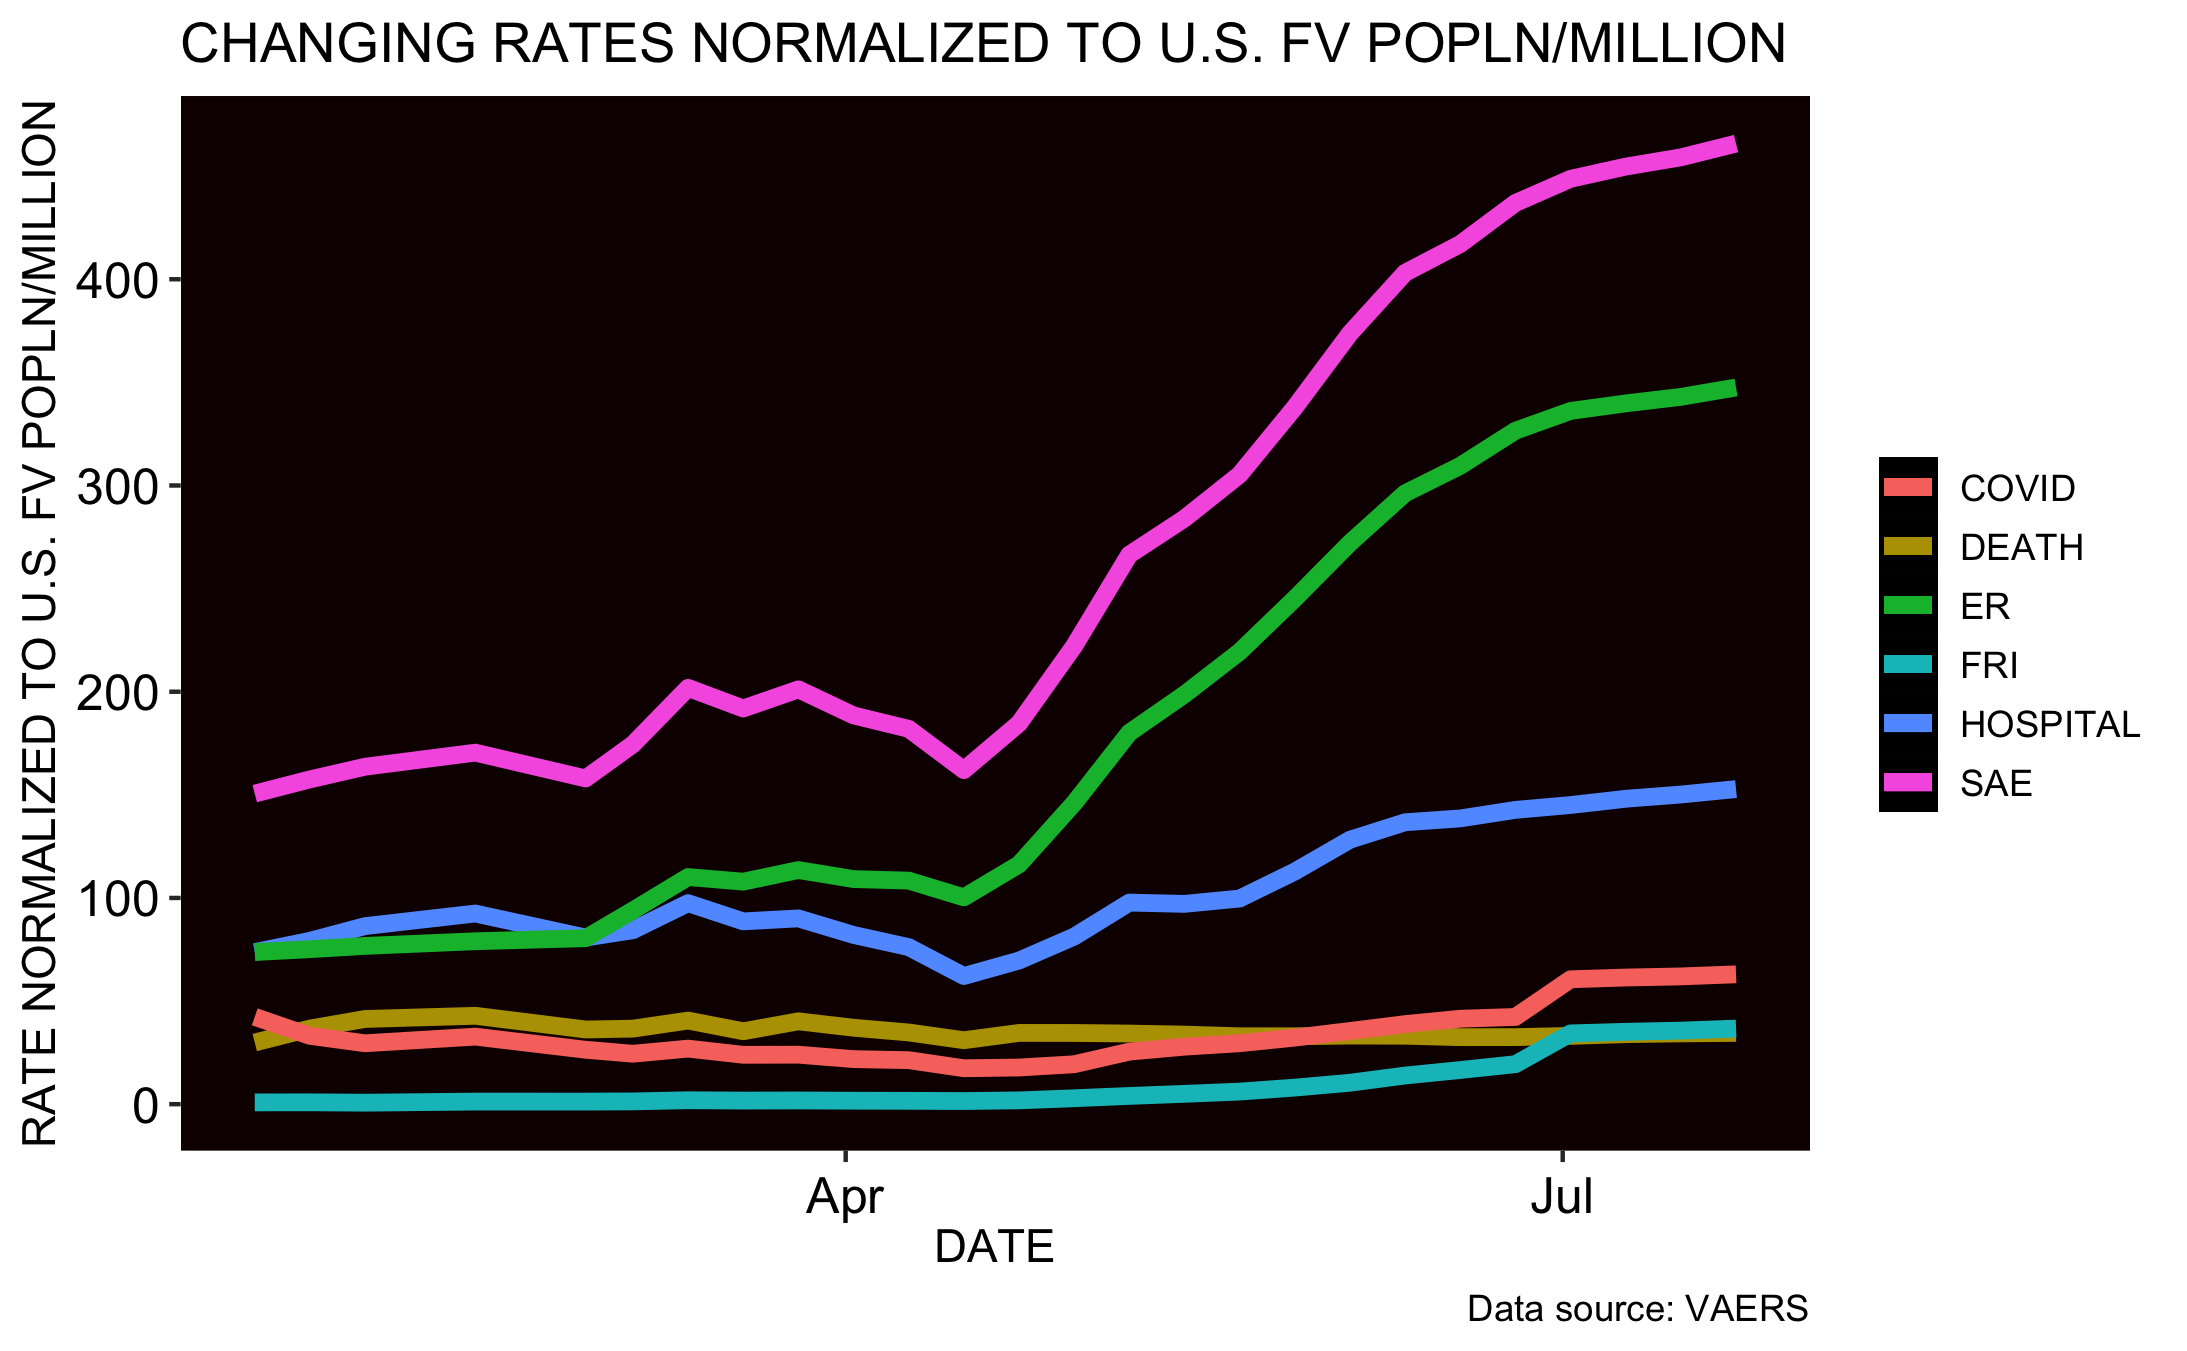 CHANGING RATES NORMALIZED TO U.S. FV POPLN/MILLION
RATE NORMALIZED TO U.S. FV POPLN/MILLION
400
300
200
100
0
Apr
Jul
DATE
COVID
DEATH
ER
FRI
HOSPITAL
SAE
Data source: VAERS